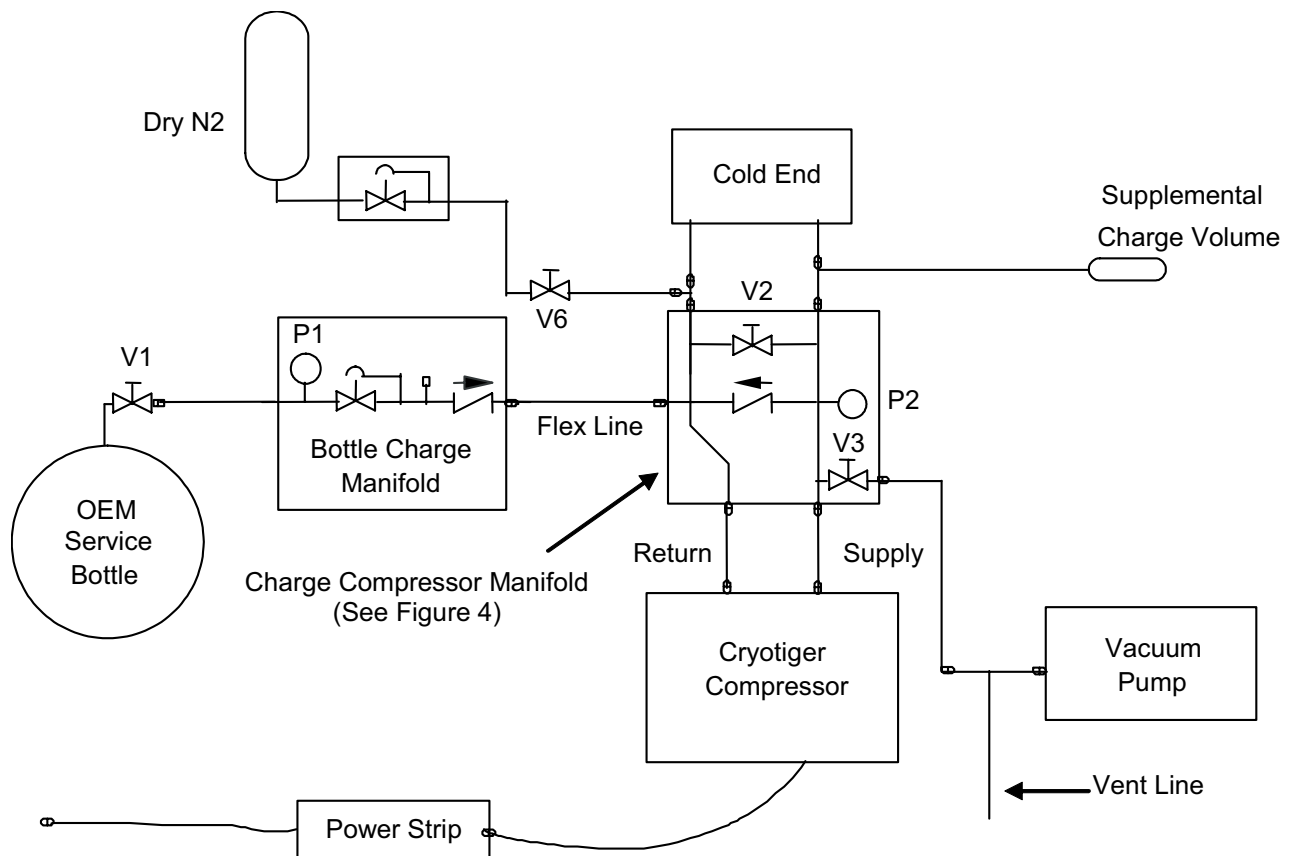 Dry N2
Cold End
Supplemental
Charge Volume
V6
V2
P1
V1
P2
Flex Line
V3
Bottle Charge
Manifold
OEM
Service
Bottle
Return
Supply
Charge Compressor Manifold
(See Figure 4)
Cryotiger
Compressor
Vacuum
Pump
Vent Line
Power Strip